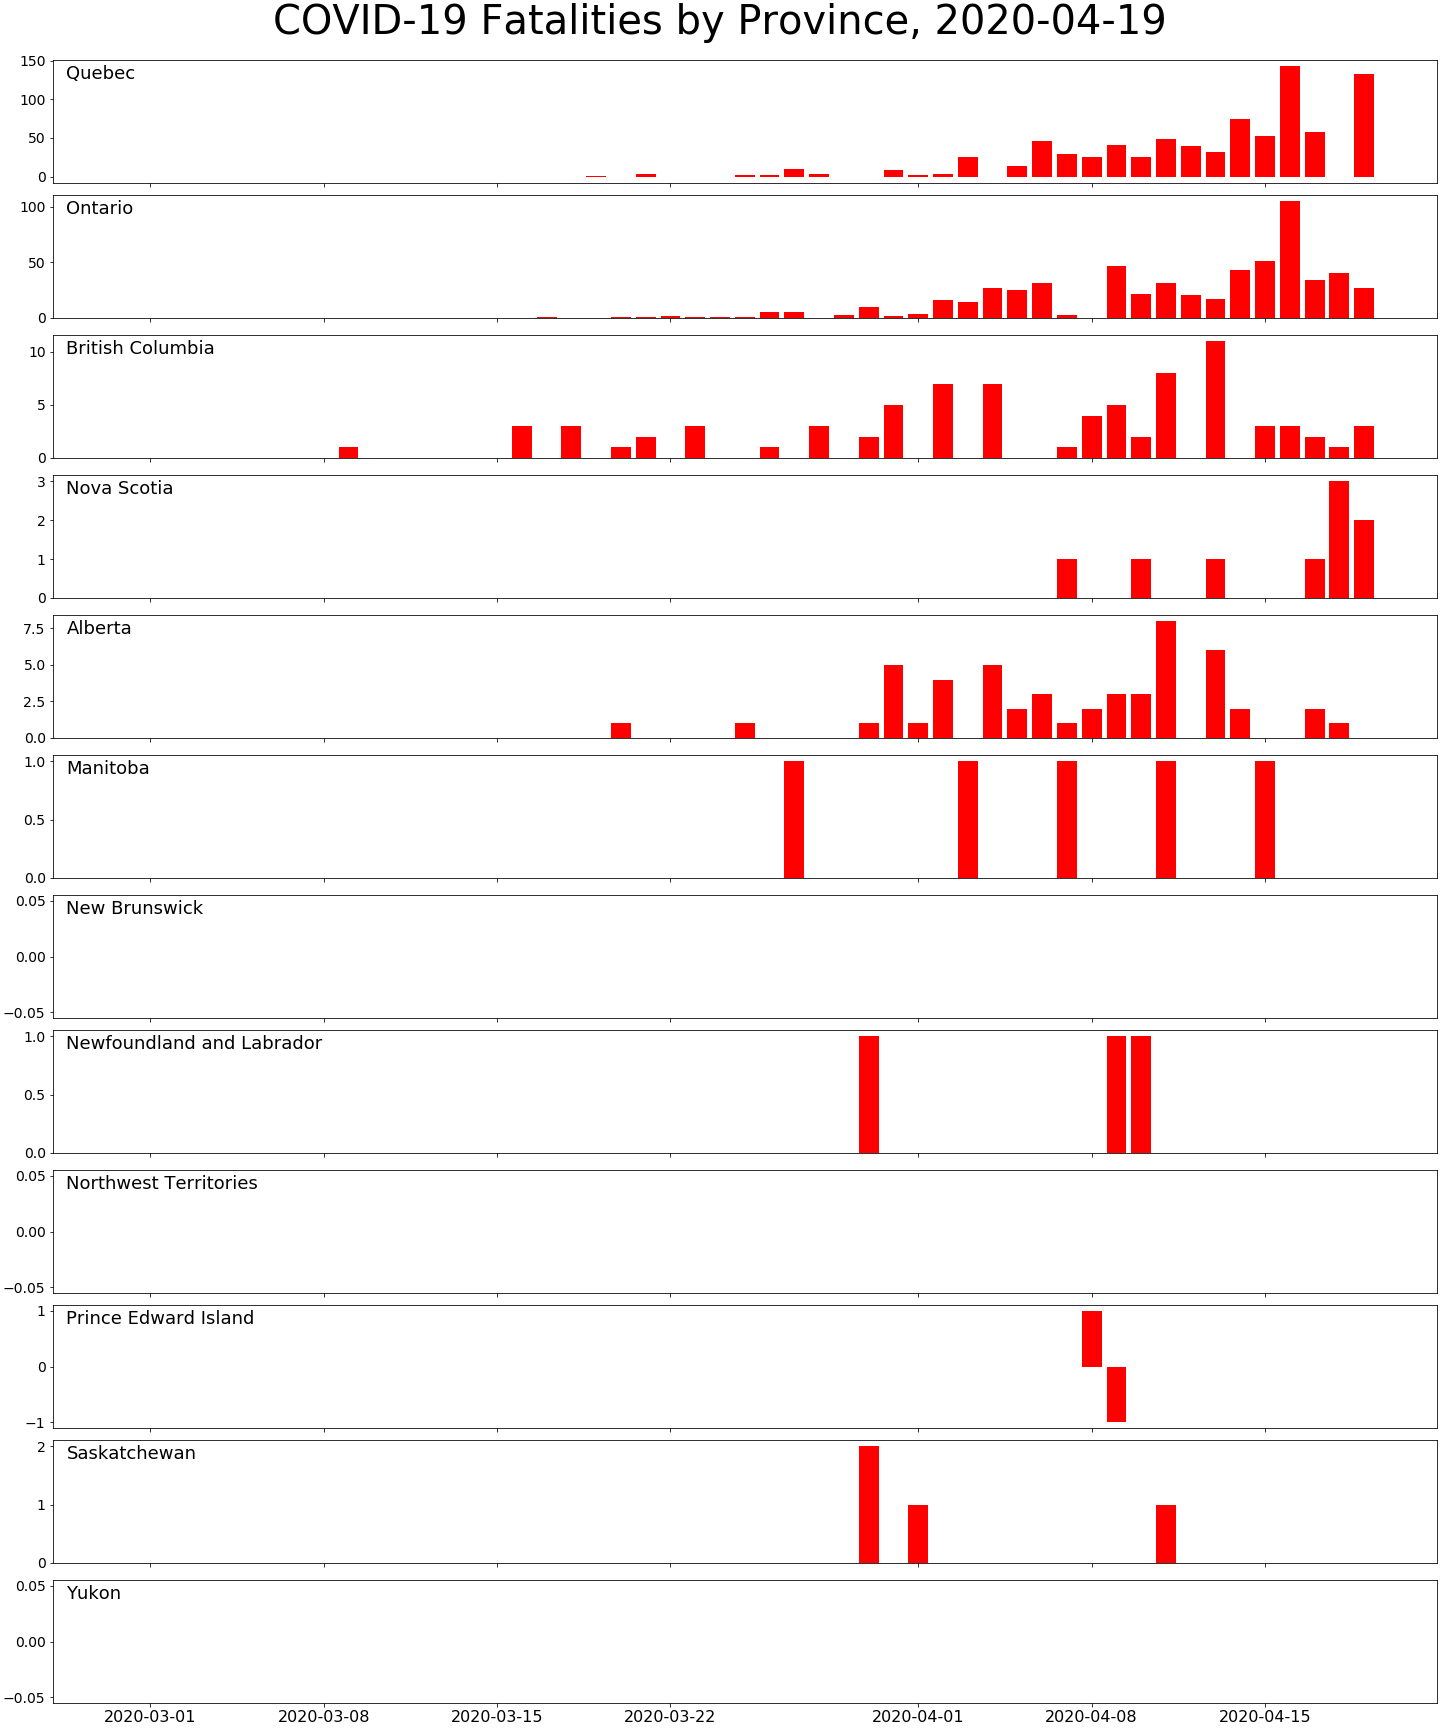 COVID-19 Fatalities by Province, 2020-04-19
150
Quebec
100
50
0
100
Ontario
50
0
10
British Columbia
5
0
3
Nova Scotia
2
1
0
7.5
Alberta
5.0
2.5
0.0
1.0
Manitoba
0.5
0.0
0.05
New Brunswick
0.00
−0.05
1.0
Newfoundland and Labrador
0.5
0.0
0.05
Northwest Territories
0.00
−0.05
1
Prince Edward Island
0
−1
2
Saskatchewan
1
0
0.05
Yukon
0.00
−0.05
2020-03-01 2020-03-08 2020-03-15 2020-03-22 2020-04-01 2020-04-08 2020-04-15